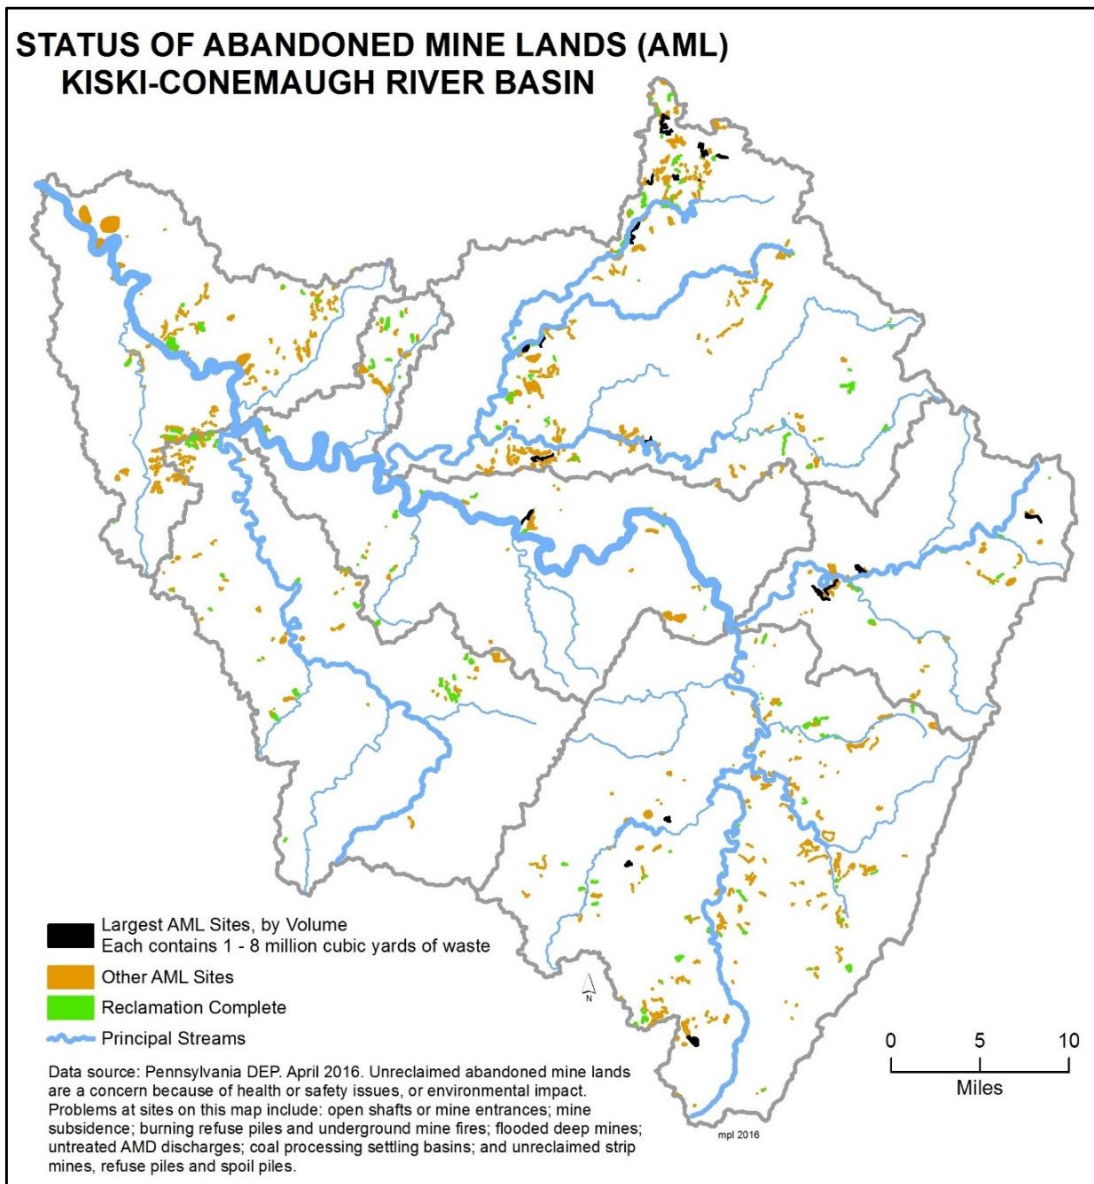 STATUS OF ABANDONED MINE LANDS (AML)
KISKI-CONEMAUGH RIVER BASIN
Largest AML Sites, by Volume
Each contains 1 - 8 million cubic yards of waste
Other AML Sites
Reclamation Complete
Principal Streams
N
0 5 10
Miles
Data source: Pennsylvania DEP. April 2016. Unreclaimed abandoned mine lands
are a concern because of health or safety issues, or environmental impact.
Problems at sites on this map include: open shafts or mine entrances; mine
subsidence; burning refuse piles and underground mine fires; flooded deep mines;
untreated AMD discharges; coal processing settling basins; and unreclaimed strip
mines, refuse piles and spoil piles.
mpl 2016